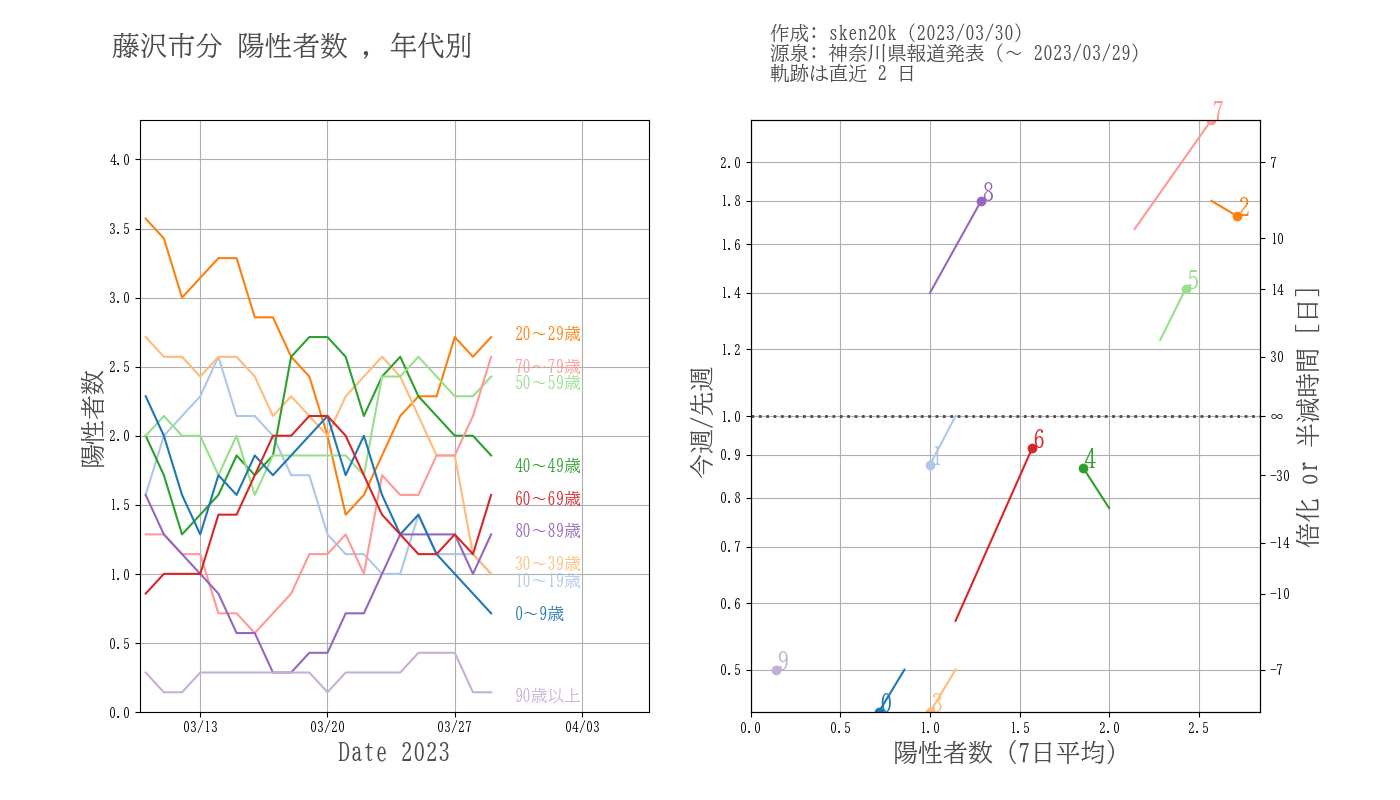 藤沢市分 陽性者数 , 年代別
作成: sken20k (2023/03/30)
源泉: 神奈川県報道発表 (～ 2023/03/29)
軌跡は直近 2 日
陽性者数
4.0
3.5
3.0
2.5
2.0
1.5
1.0
0.5
0.0
20～29歳
70～79歳
50～59歳
40～49歳
60～69歳
80～89歳
30～39歳
10～19歳
0～9歳
90歳以上
03/13 03/20 03/27 04/03
Date 2023
今週/先週
2.0
1.8
1.6
1.4
1.2
1.0
0.9
0.8
0.7
0.6
0.5
7
8
2
5
1
6
4
9
0
3
0.0 0.5 1.0 1.5 2.0 2.5
陽性者数 (7日平均)
7
10
14
30
∞
−30
−14
−10
−7
倍化 or 半減時間 [日]